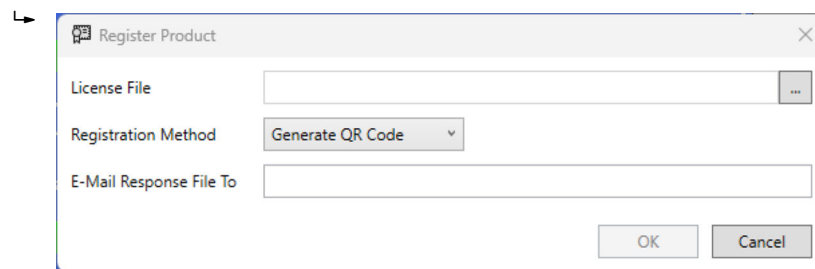 Register Product
License File
...
Registration Method
Generate QR Code
E-Mail Response File To
OK
Cancel